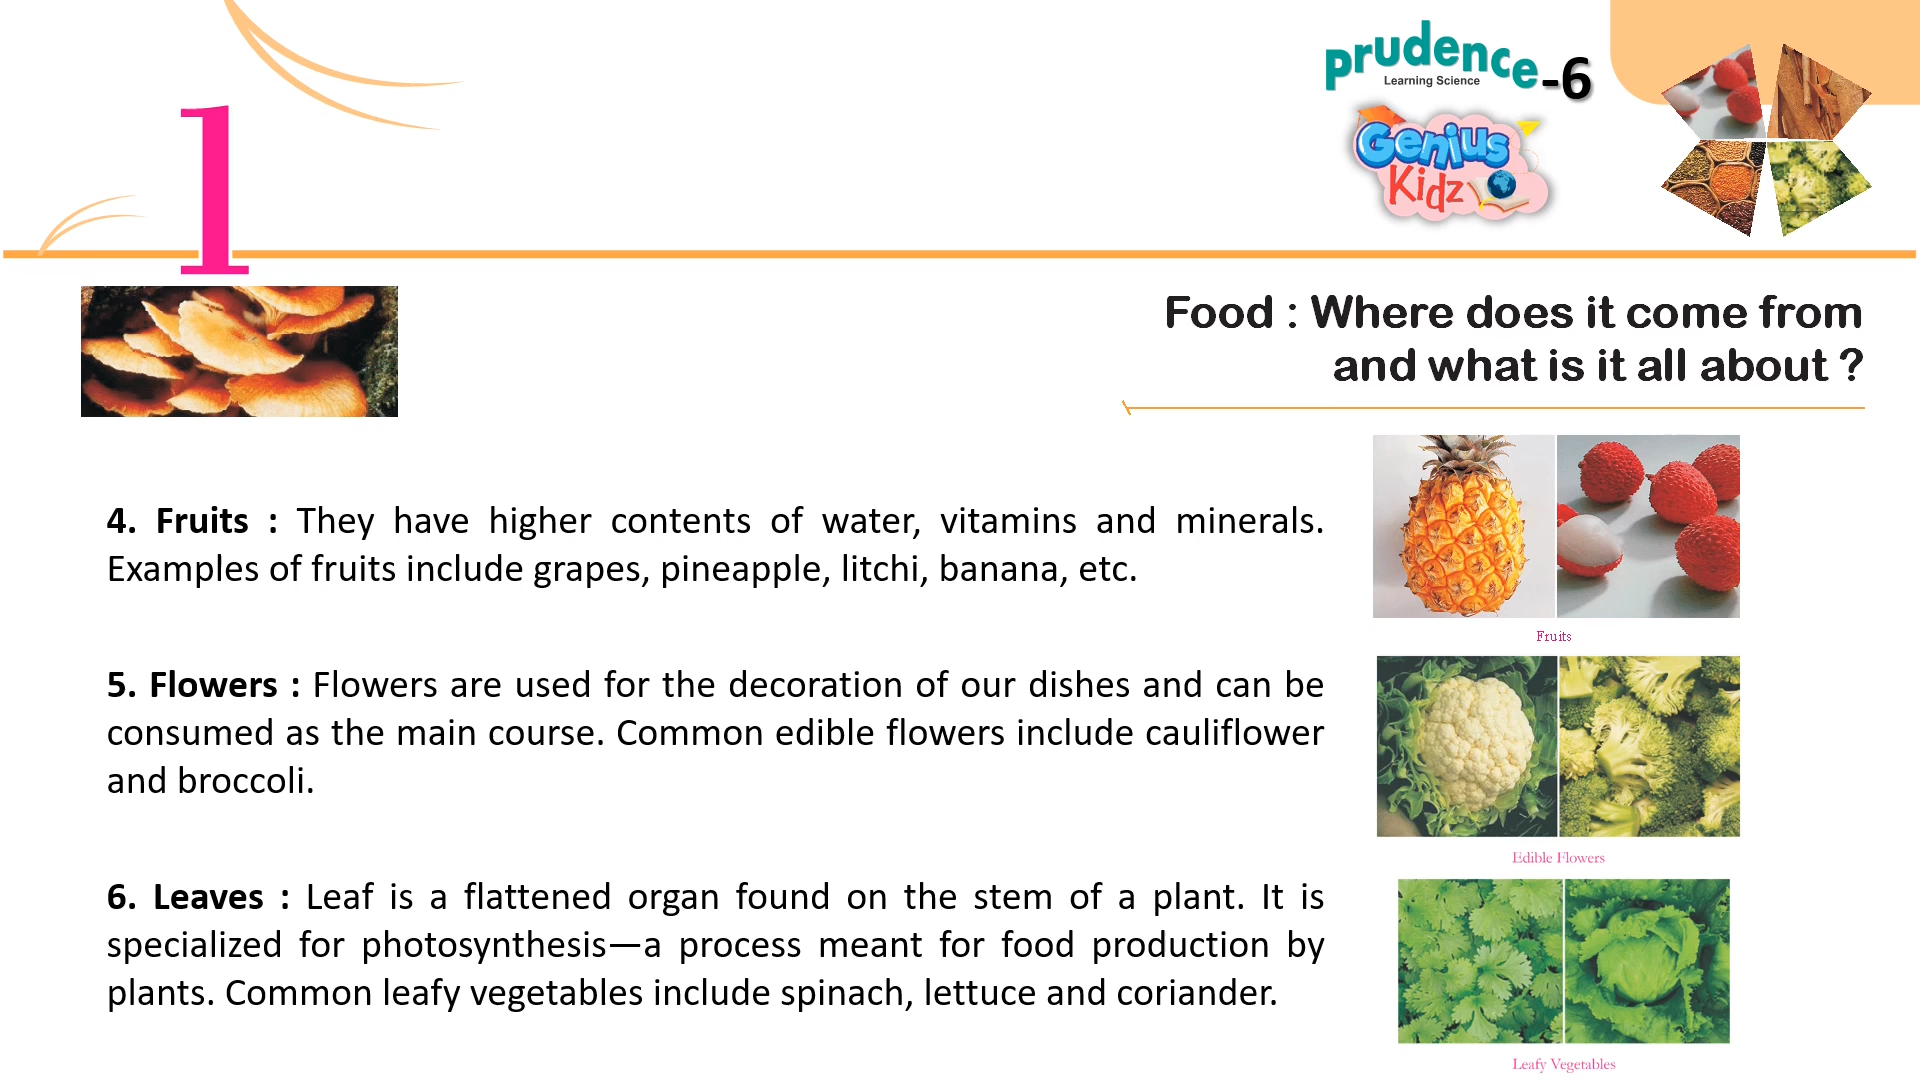 prudence-6
Learning Science
Genius
Kidz
1
Food : Where does it come from
and what is it all about ?
4. Fruits : They have higher contents of water, vitamins and minerals.
Examples of fruits include grapes, pineapple, litchi, banana, etc.
Fruits
5. Flowers : Flowers are used for the decoration of our dishes and can be
consumed as the main course. Common edible flowers include cauliflower
and broccoli.
Edible Flowers
6. Leaves : Leaf is a flattened organ found on the stem of a plant. It is
specialized for photosynthesis—a process meant for food production by
plants. Common leafy vegetables include spinach, lettuce and coriander.
Leafy Vegetables